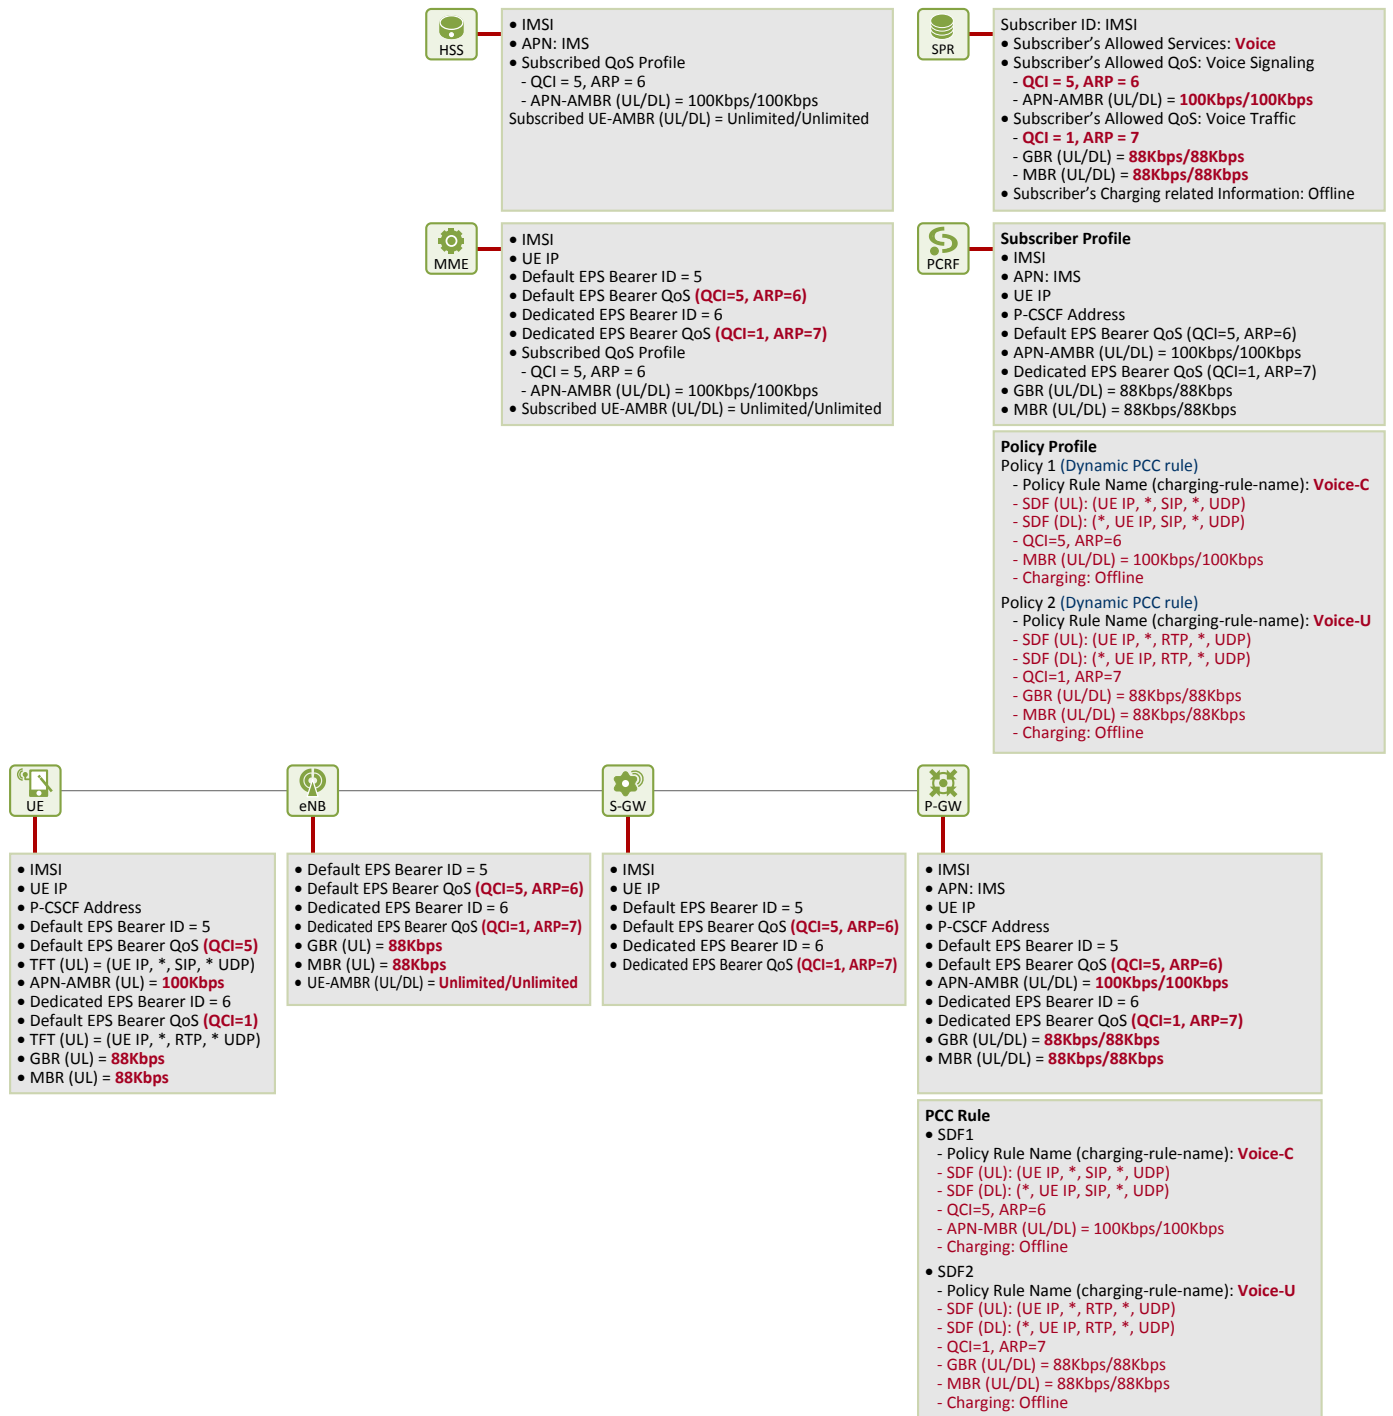 HSS
• IMSI
• APN: IMS
• Subscribed QoS Profile
- QCI = 5, ARP = 6
- APN-AMBR (UL/DL) = 100Kbps/100Kbps
Subscribed UE-AMBR (UL/DL) = Unlimited/Unlimited
SPR
Subscriber ID: IMSI
• Subscriber's Allowed Services: Voice
• Subscriber's Allowed QoS: Voice Signaling
- QCI = 5, ARP = 6
- APN-AMBR (UL/DL) = 100Kbps/100Kbps
• Subscriber's Allowed QoS: Voice Traffic
- QCI = 1, ARP = 7
- GBR (UL/DL) = 88Kbps/88Kbps
- MBR (UL/DL) = 88Kbps/88Kbps
• Subscriber's Charging related Information: Offline
MME
• IMSI
• UE IP
• Default EPS Bearer ID = 5
• Default EPS Bearer QoS (QCI=5, ARP=6)
• Dedicated EPS Bearer ID = 6
• Dedicated EPS Bearer QoS (QCI=1, ARP=7)
• Subscribed QoS Profile
- QCI = 5, ARP = 6
- APN-AMBR (UL/DL) = 100Kbps/100Kbps
• Subscribed UE-AMBR (UL/DL) = Unlimited/Unlimited
PCRF
Subscriber Profile
• IMSI
• APN: IMS
• UE IP
• P-CSCF Address
• Default EPS Bearer QoS (QCI=5, ARP=6)
• APN-AMBR (UL/DL) = 100Kbps/100Kbps
• Dedicated EPS Bearer QoS (QCI=1, ARP=7)
• GBR (UL/DL) = 88Kbps/88Kbps
• MBR (UL/DL) = 88Kbps/88Kbps
Policy Profile
Policy 1 (Dynamic PCC rule)
- Policy Rule Name (charging-rule-name): Voice-C
- SDF (UL): (UE IP, *, SIP, *, UDP)
- SDF (DL): (*, UE IP, SIP, *, UDP)
- QCI=5, ARP=6
- MBR (UL/DL) = 100Kbps/100Kbps
- Charging: Offline
Policy 2 (Dynamic PCC rule)
- Policy Rule Name (charging-rule-name): Voice-U
- SDF (UL): (UE IP, *, RTP, *, UDP)
- SDF (DL): (*, UE IP, RTP, *, UDP)
- QCI=1, ARP=7
- GBR (UL/DL) = 88Kbps/88Kbps
- MBR (UL/DL) = 88Kbps/88Kbps
- Charging: Offline
UE
• IMSI
• UE IP
• P-CSCF Address
• Default EPS Bearer ID = 5
• Default EPS Bearer QoS (QCI=5)
• TFT (UL) = (UE IP, *, SIP, * UDP)
• APN-AMBR (UL) = 100Kbps
• Dedicated EPS Bearer ID = 6
• Default EPS Bearer QoS (QCI=1)
• TFT (UL) = (UE IP, *, RTP, * UDP)
• GBR (UL) = 88Kbps
• MBR (UL) = 88Kbps
eNB
• Default EPS Bearer ID = 5
• Default EPS Bearer QoS (QCI=5, ARP=6)
• Dedicated EPS Bearer ID = 6
• Dedicated EPS Bearer QoS (QCI=1, ARP=7)
• GBR (UL) = 88Kbps
• MBR (UL) = 88Kbps
• UE-AMBR (UL/DL) = Unlimited/Unlimited
S-GW
• IMSI
• UE IP
• Default EPS Bearer ID = 5
• Default EPS Bearer QoS (QCI=5, ARP=6)
• Dedicated EPS Bearer ID = 6
• Dedicated EPS Bearer QoS (QCI=1, ARP=7)
P-GW
• IMSI
• APN: IMS
• UE IP
• P-CSCF Address
• Default EPS Bearer ID = 5
• Default EPS Bearer QoS (QCI=5, ARP=6)
• APN-AMBR (UL/DL) = 100Kbps/100Kbps
• Dedicated EPS Bearer ID = 6
• Dedicated EPS Bearer QoS (QCI=1, ARP=7)
• GBR (UL/DL) = 88Kbps/88Kbps
• MBR (UL/DL) = 88Kbps/88Kbps
PCC Rule
• SDF1
- Policy Rule Name (charging-rule-name): Voice-C
- SDF (UL): (UE IP, *, SIP, *, UDP)
- SDF (DL): (*, UE IP, SIP, *, UDP)
- QCI=5, ARP=6
- APN-MBR (UL/DL) = 100Kbps/100Kbps
- Charging: Offline
• SDF2
- Policy Rule Name (charging-rule-name): Voice-U
- SDF (UL): (UE IP, *, RTP, *, UDP)
- SDF (DL): (*, UE IP, RTP, *, UDP)
- QCI=1, ARP=7
- GBR (UL/DL) = 88Kbps/88Kbps
- MBR (UL/DL) = 88Kbps/88Kbps
- Charging: Offline